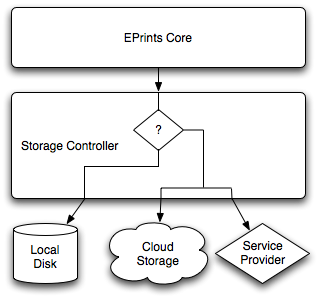 EPrints Core
?
Storage Controller
Local
Disk
Cloud
Storage
Service
Provider